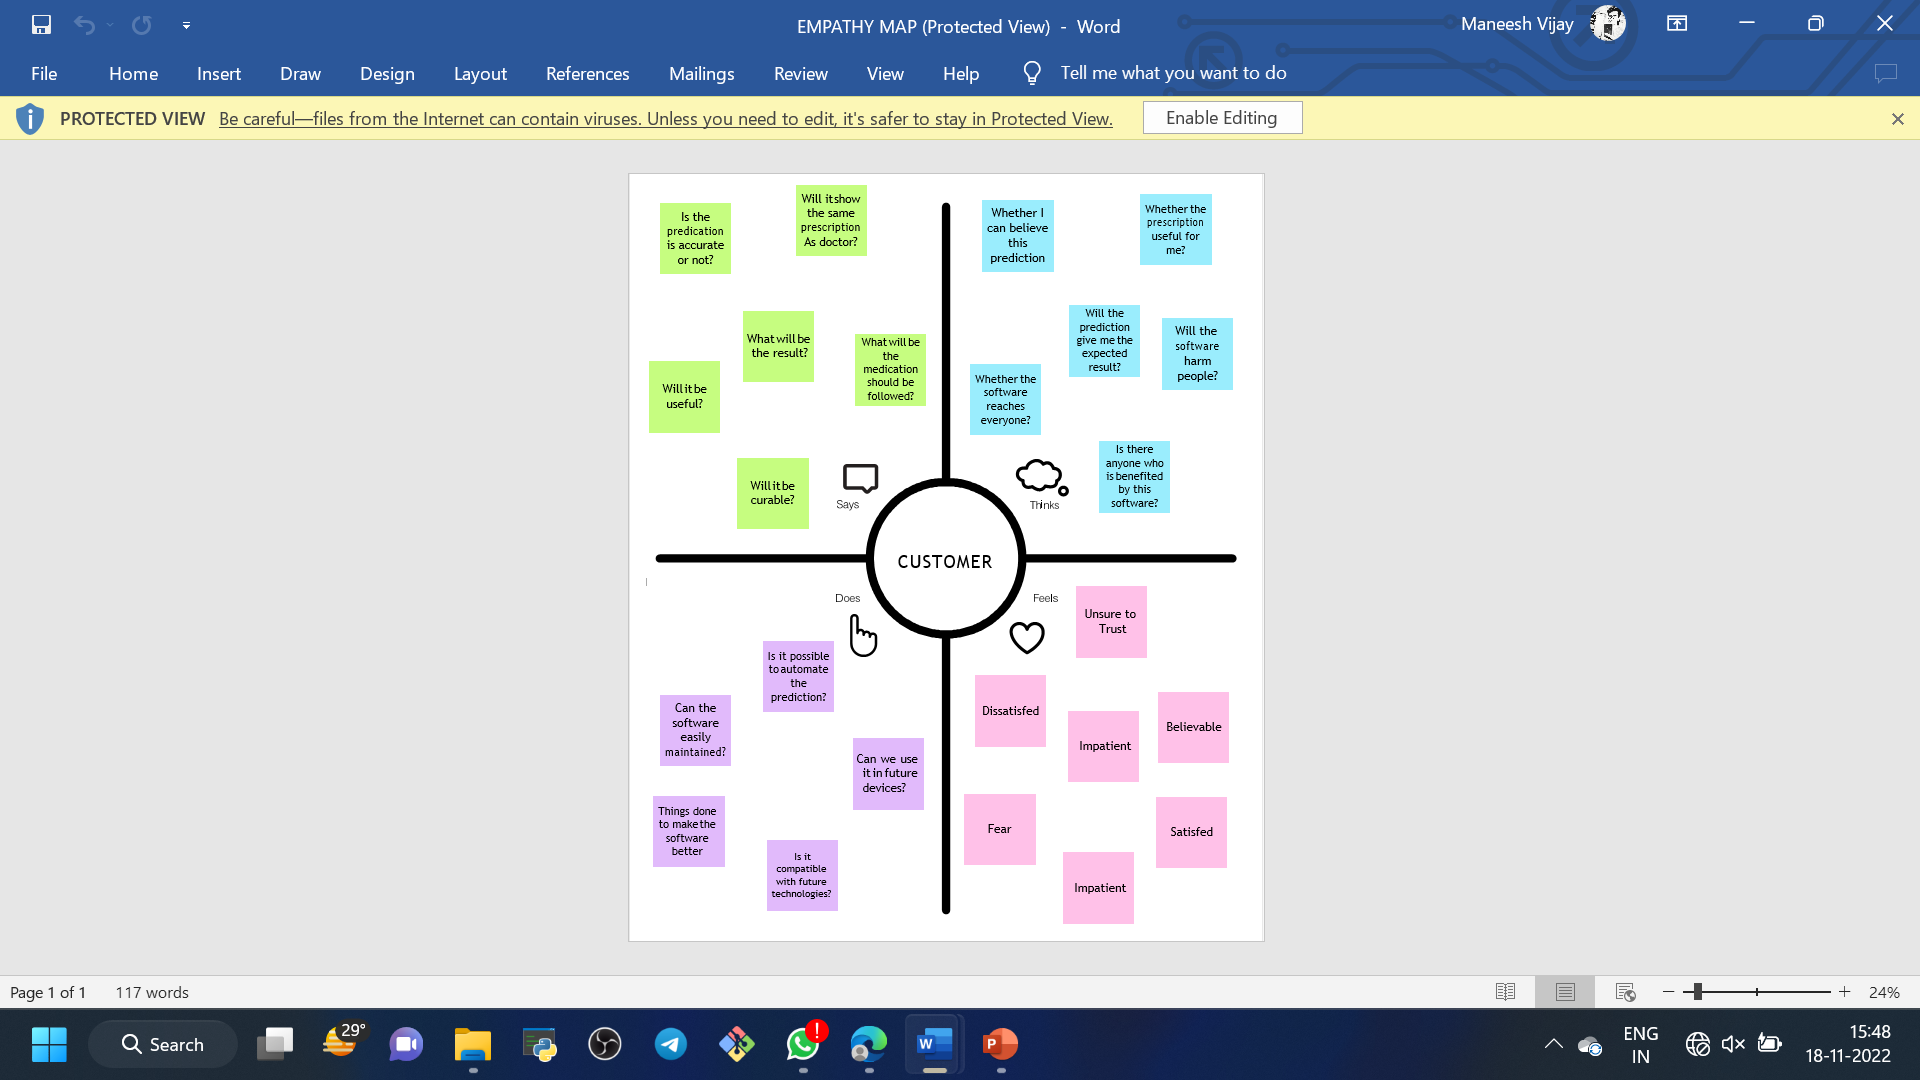 EMPATHY MAP (Protected View) - Word
Maneesh Vijay
File Home Insert Draw Design Layout References Mailings Review View Help Tell me what you want to do
PROTECTED VIEW Be careful—files from the Internet can contain viruses. Unless you need to edit, it's safer to stay in Protected View. Enable Editing
Is the
predication
is accurate
or not?
Will it show
the same
prescription
As doctor?
What will be
the result?
What will be
the
medication
should be
followed?
Will it be
useful?
Will it be
curable?
Says
Whether I
can believe
this
prediction
Whether the
prescription
useful for
me?
Will the
prediction
give me the
expected
result?
Will the
software
harm
people?
Whether the
software
reaches
everyone?
Is there
anyone who
is benefited
by this
software?
Thinks
CUSTOMER
Does
Is it possible
to automate
the
prediction?
Can the
software
easily
maintained?
Can we use
it in future
devices?
Things done
to make the
software
better
Is it
compatible
with future
technologies?
Feels
Unsure to
Trust
Dissatisfed
Impatient
Believable
Fear
Satisfed
Impatient
Page 1 of 1 117 words
24%
Search
29°
ENG
IN
15:48
18-11-2022